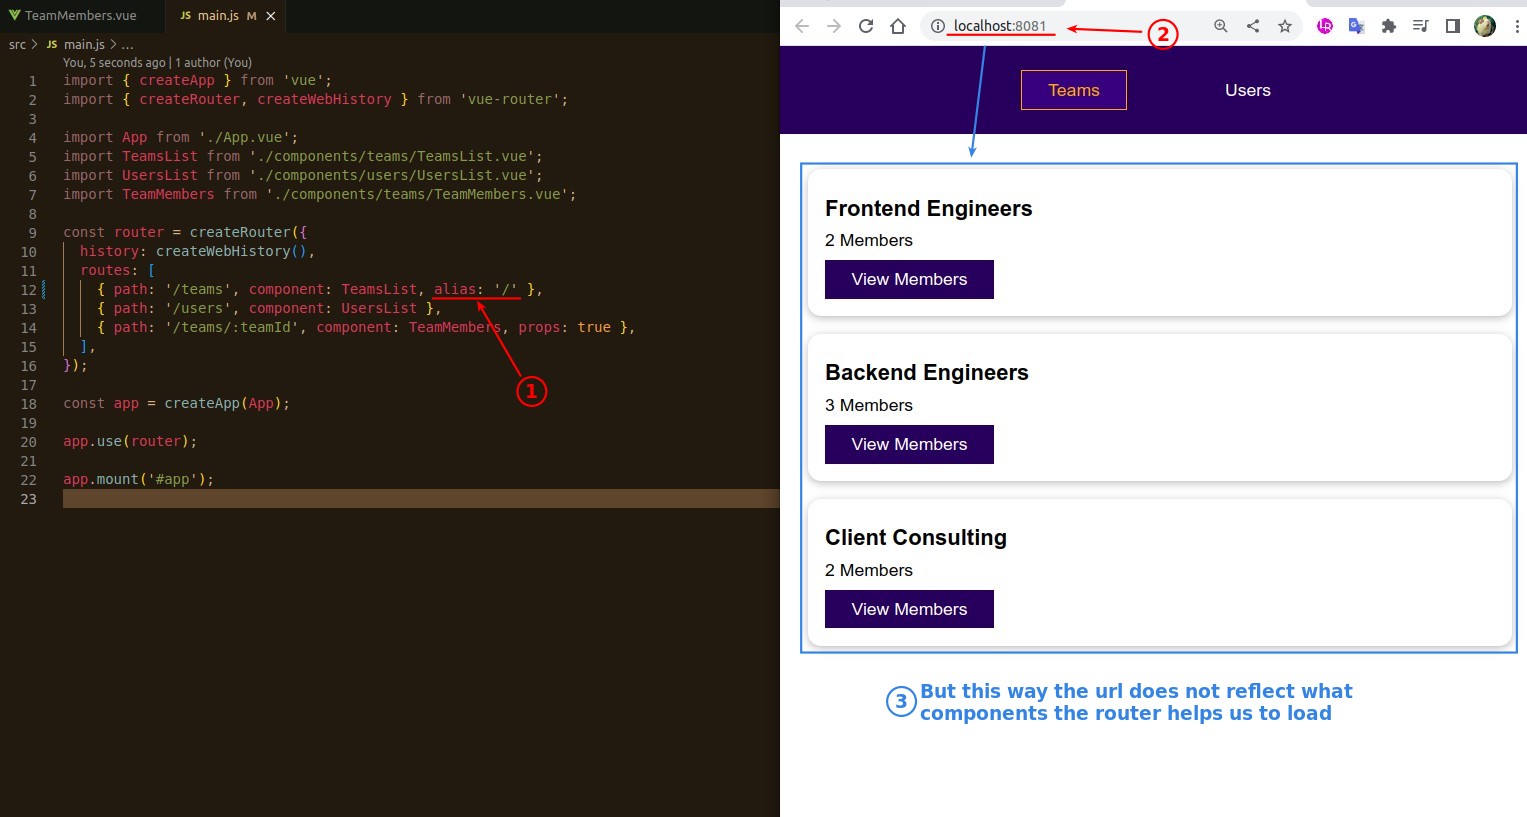 TeamMembers.vue
JS main.js M
src > JS main.js > ...
You, 5 seconds ago | 1 author (You)
1 import { createApp } from 'vue';
2 import { createRouter, createWebHistory } from 'vue-router';
3
4 import App from './App.vue';
5 import TeamsList from './components/teams/TeamsList.vue';
6 import UsersList from './components/users/UsersList.vue';
7 import TeamMembers from './components/teams/TeamMembers.vue';
8
9 const router = createRouter({
10 history: createWebHistory(),
11 routes: [
12 { path: '/teams', component: TeamsList, alias: '/' },
13 { path: '/users', component: UsersList },
14 { path: '/teams/:teamId', component: TeamMembers, props: true },
15 ],
16 });
17
18 const app = createApp(App);
19
20 app.use(router);
21
22 app.mount('#app');
23
1
localhost:8081
2
Teams
Users
Frontend Engineers
2 Members
View Members
Backend Engineers
3 Members
View Members
Client Consulting
2 Members
View Members
3 But this way the url does not reflect what
components the router helps us to load